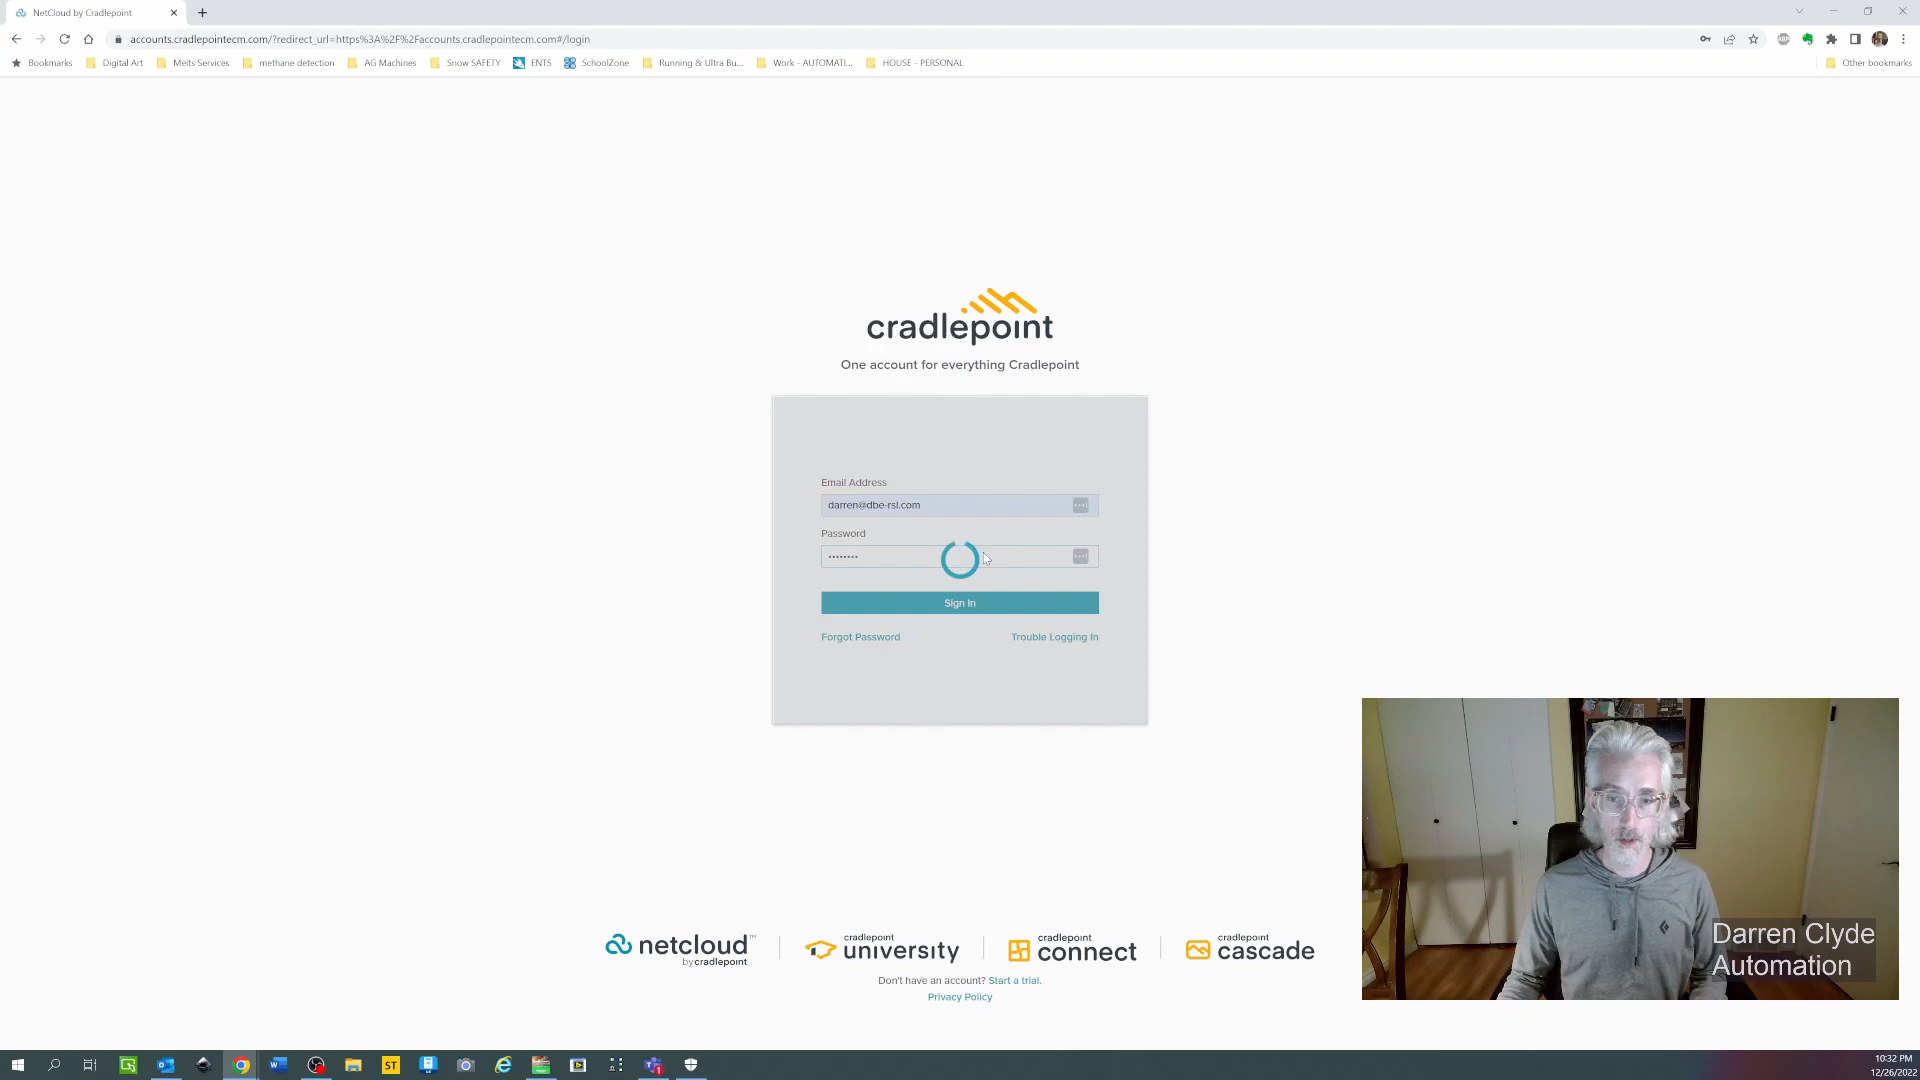 NetCloud by Cradlepoint
accounts.cradlepointecm.com/?redirect_url=https%3A%2F%2Faccounts.cradlepointecm.com#/login
ABP
Bookmarks
Digital Art
Meits Services
methane detection
AG Machines
Snow SAFETY
ENTS
SchoolZone
Running & Ultra Bu...
Work - AUTOMATI...
HOUSE - PERSONAL
Other bookmarks
cradlepoint
One account for everything Cradlepoint
Email Address
darren@dbe-rsl.com
Password
Sign In
Forgot Password
Trouble Logging In
netcloud™
by cradlepoint
cradlepoint
university
cradlepoint
connect
cradlepoint
cascade
Don't have an account? Start a trial.
Privacy Policy
Darren Clyde
Automation
ST
10:32 PM
12/26/2022